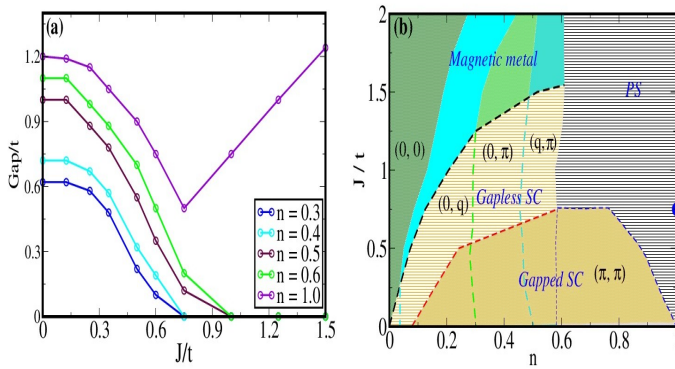 (a)
Gap/t
1.2
0.9
0.6
0.3
0
0 0.3 0.6 0.9 1.2 1.5
J/t
n = 0.3
n = 0.4
n = 0.5
n = 0.6
n = 1.0
(b)
J / t
2
1.5
1
0.5
0
0 0.2 0.4 0.6 0.8
n
Magnetic metal
PS
(0, 0)
(0, π)
(q,π)
(0, q)
Gapless SC
Gapped SC
(π, π)